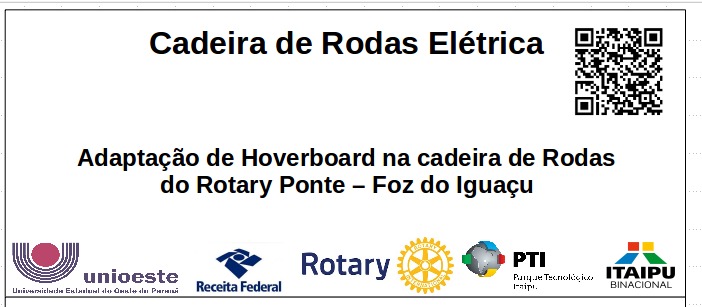 Cadeira de Rodas Elétrica
Adaptação de Hoverboard na cadeira de Rodas
do Rotary Ponte – Foz do Iguaçu
unioeste
Universidade Estadual do Oeste do Paraná
Receita Federal
Rotary
PTI
Parque Tecnológico
Itaipu
ITAIPU
BINACIONAL